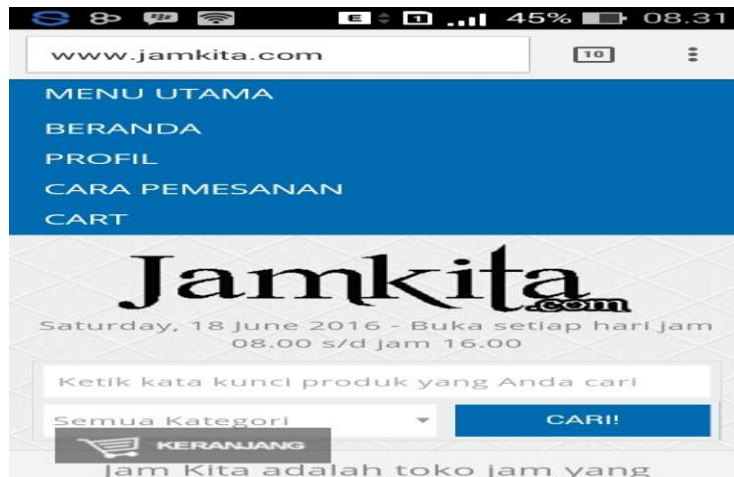 E 1 45% 08.31
www.jamkita.com 10
MENU UTAMA
BERANDA
PROFIL
CARA PEMESANAN
CART
Jamkita.com
Saturday, 18 June 2016 - Buka setiap hari jam
08.00 s/d jam 16.00
Ketik kata kunci produk yang Anda cari
Semua Kategori CARI!
KERANJANG
Jam Kita adalah toko jam yang